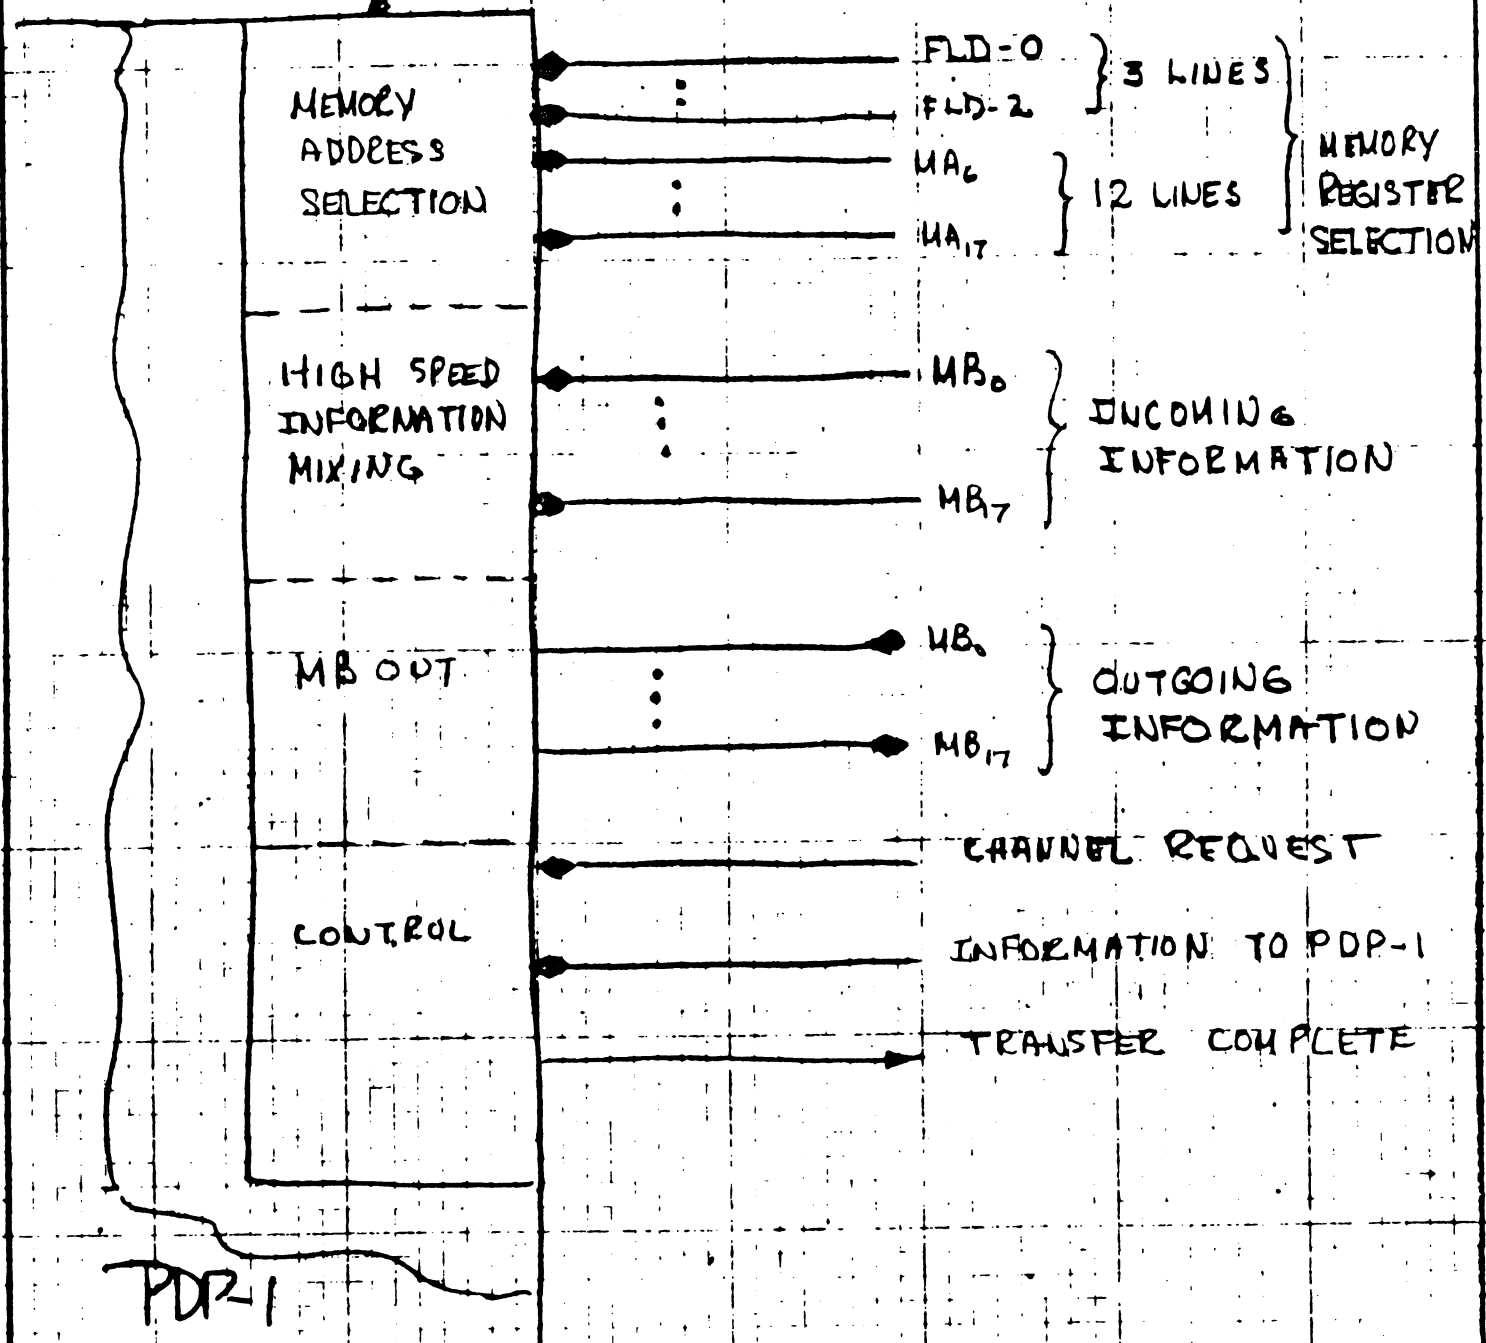 MEMORY
ADDRESS
SELECTION
FLD-0
FLD-2
3 LINES
MA₆
MA₁₇
12 LINES
MEMORY
REGISTER
SELECTION
HIGH SPEED
INFORMATION
MIXING
MB₀
MB₁₇
INCOMING
INFORMATION
MB OUT
MB₀
MB₁₇
OUTGOING
INFORMATION
CONTROL
CHANNEL REQUEST
INFORMATION TO PDP-1
TRANSFER COMPLETE
PDP-1